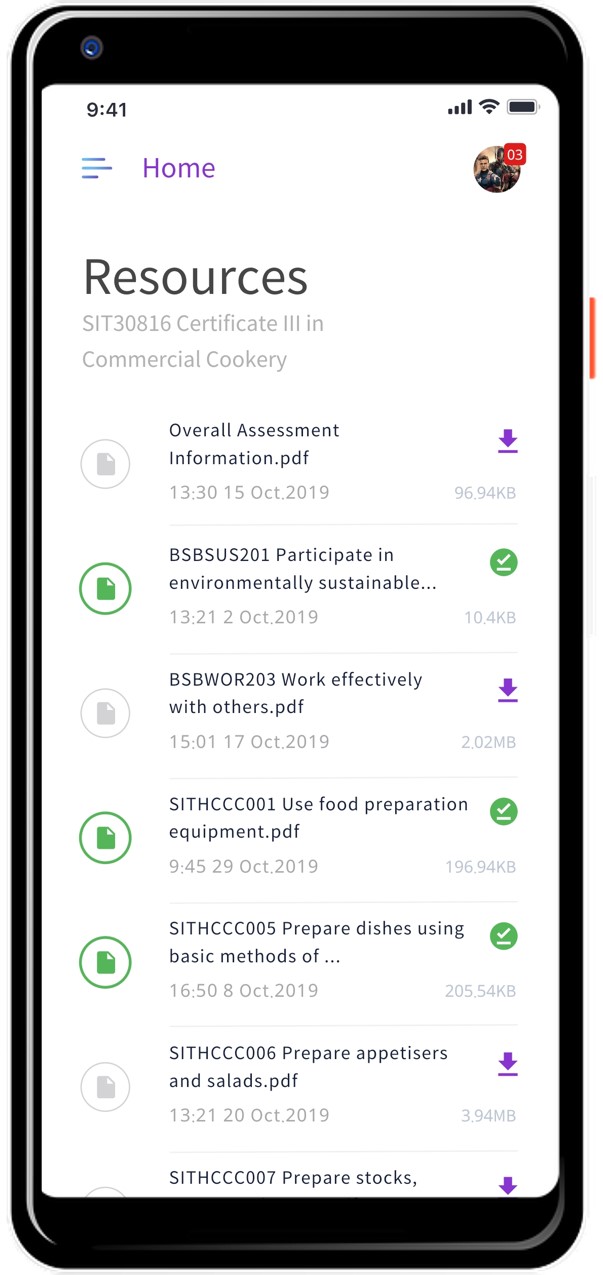 9:41
Home
03
Resources
SIT30816 Certificate III in
Commercial Cookery
Overall Assessment
Information.pdf
13:30 15 Oct.2019
96.94KB
BSBSUS201 Participate in
environmentally sustainable...
13:21 2 Oct.2019
10.4KB
BSBWOR203 Work effectively
with others.pdf
15:01 17 Oct.2019
2.02MB
SITHCCC001 Use food preparation
equipment.pdf
9:45 29 Oct.2019
196.94KB
SITHCCC005 Prepare dishes using
basic methods of ...
16:50 8 Oct.2019
205.54KB
SITHCCC006 Prepare appetisers
and salads.pdf
13:21 20 Oct.2019
3.94MB
SITHCCC007 Prepare stocks,